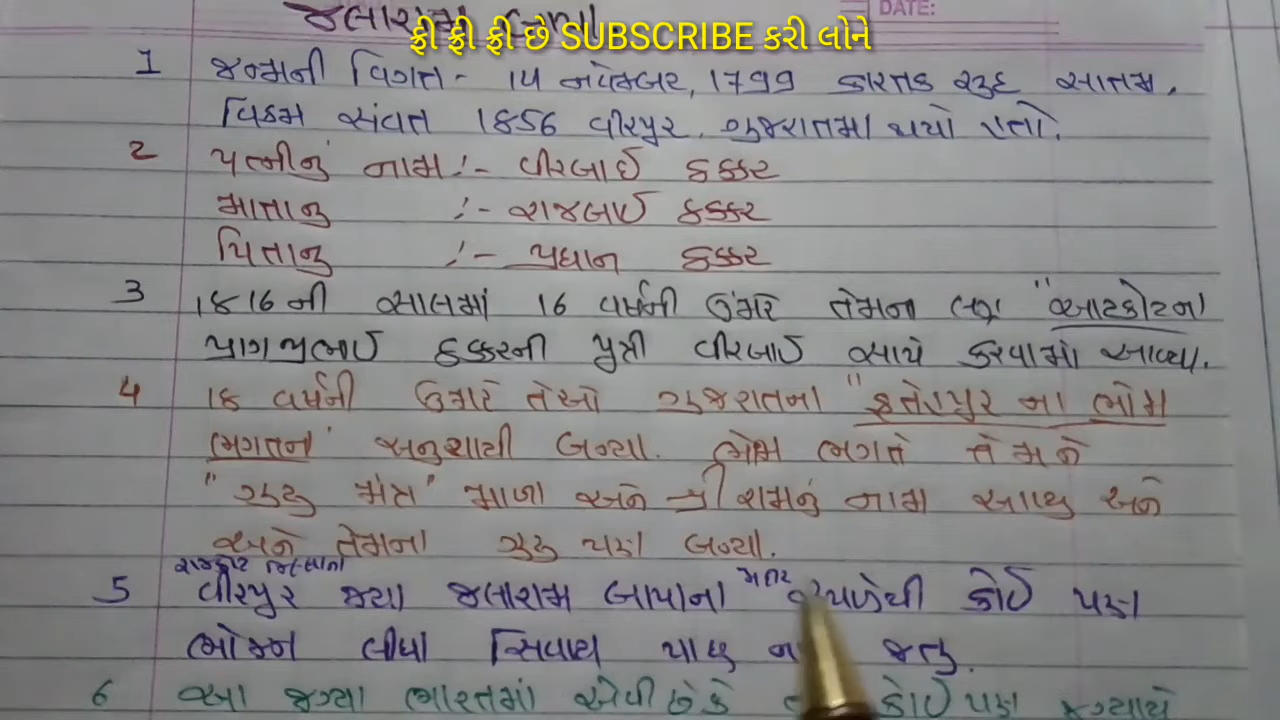 DATE:
જલારામ બાપા
ફ્રી ફ્રી ફ્રી છે SUBSCRIBE કરી લોને
1 જન્મની વિગત - 14 નવેમ્બર, 1799 કારતક સુદ સાતમ.
વિક્રમ સંવત 1856 વીરપુર, ગુજરાતમાં થયો હતો.
2 પત્નીનું નામ :- વીરબાઈ ઠક્કર
માતાનુ :- રાજબાઈ ઠક્કર
પિતાનુ :- પ્રધાન ઠક્કર
3 1816 ની સાલમાં 16 વર્ષની ઉંમરે તેમના લગ્ન "આટકોટના
પ્રાગજીભાઈ ઠક્કરની પુત્રી વીરબાઈ સાથે કરવામાં આવ્યા.
4 18 વર્ષની ઉંમરે તેઓ ગુજરાતના "ફતેહપુર ના ભોમ
ભગતના" અનુયાયી બન્યા. ભોમ ભગતે તેમને
"ગુરુ મંત્ર" માળા અને શ્રી રામનું નામ આપ્યુ અને
અને તેમના ગુરુ પણ બન્યા.
રાજકોટ જિલ્લાના
5 વીરપુર જ્યા જલારામ બાપાના કોઈ પણ
ભોજન લીધા સિવાય પાછુ જતુ.
6 આ જગ્યા ભારતમાં એવી છે કે કોઈ પણ